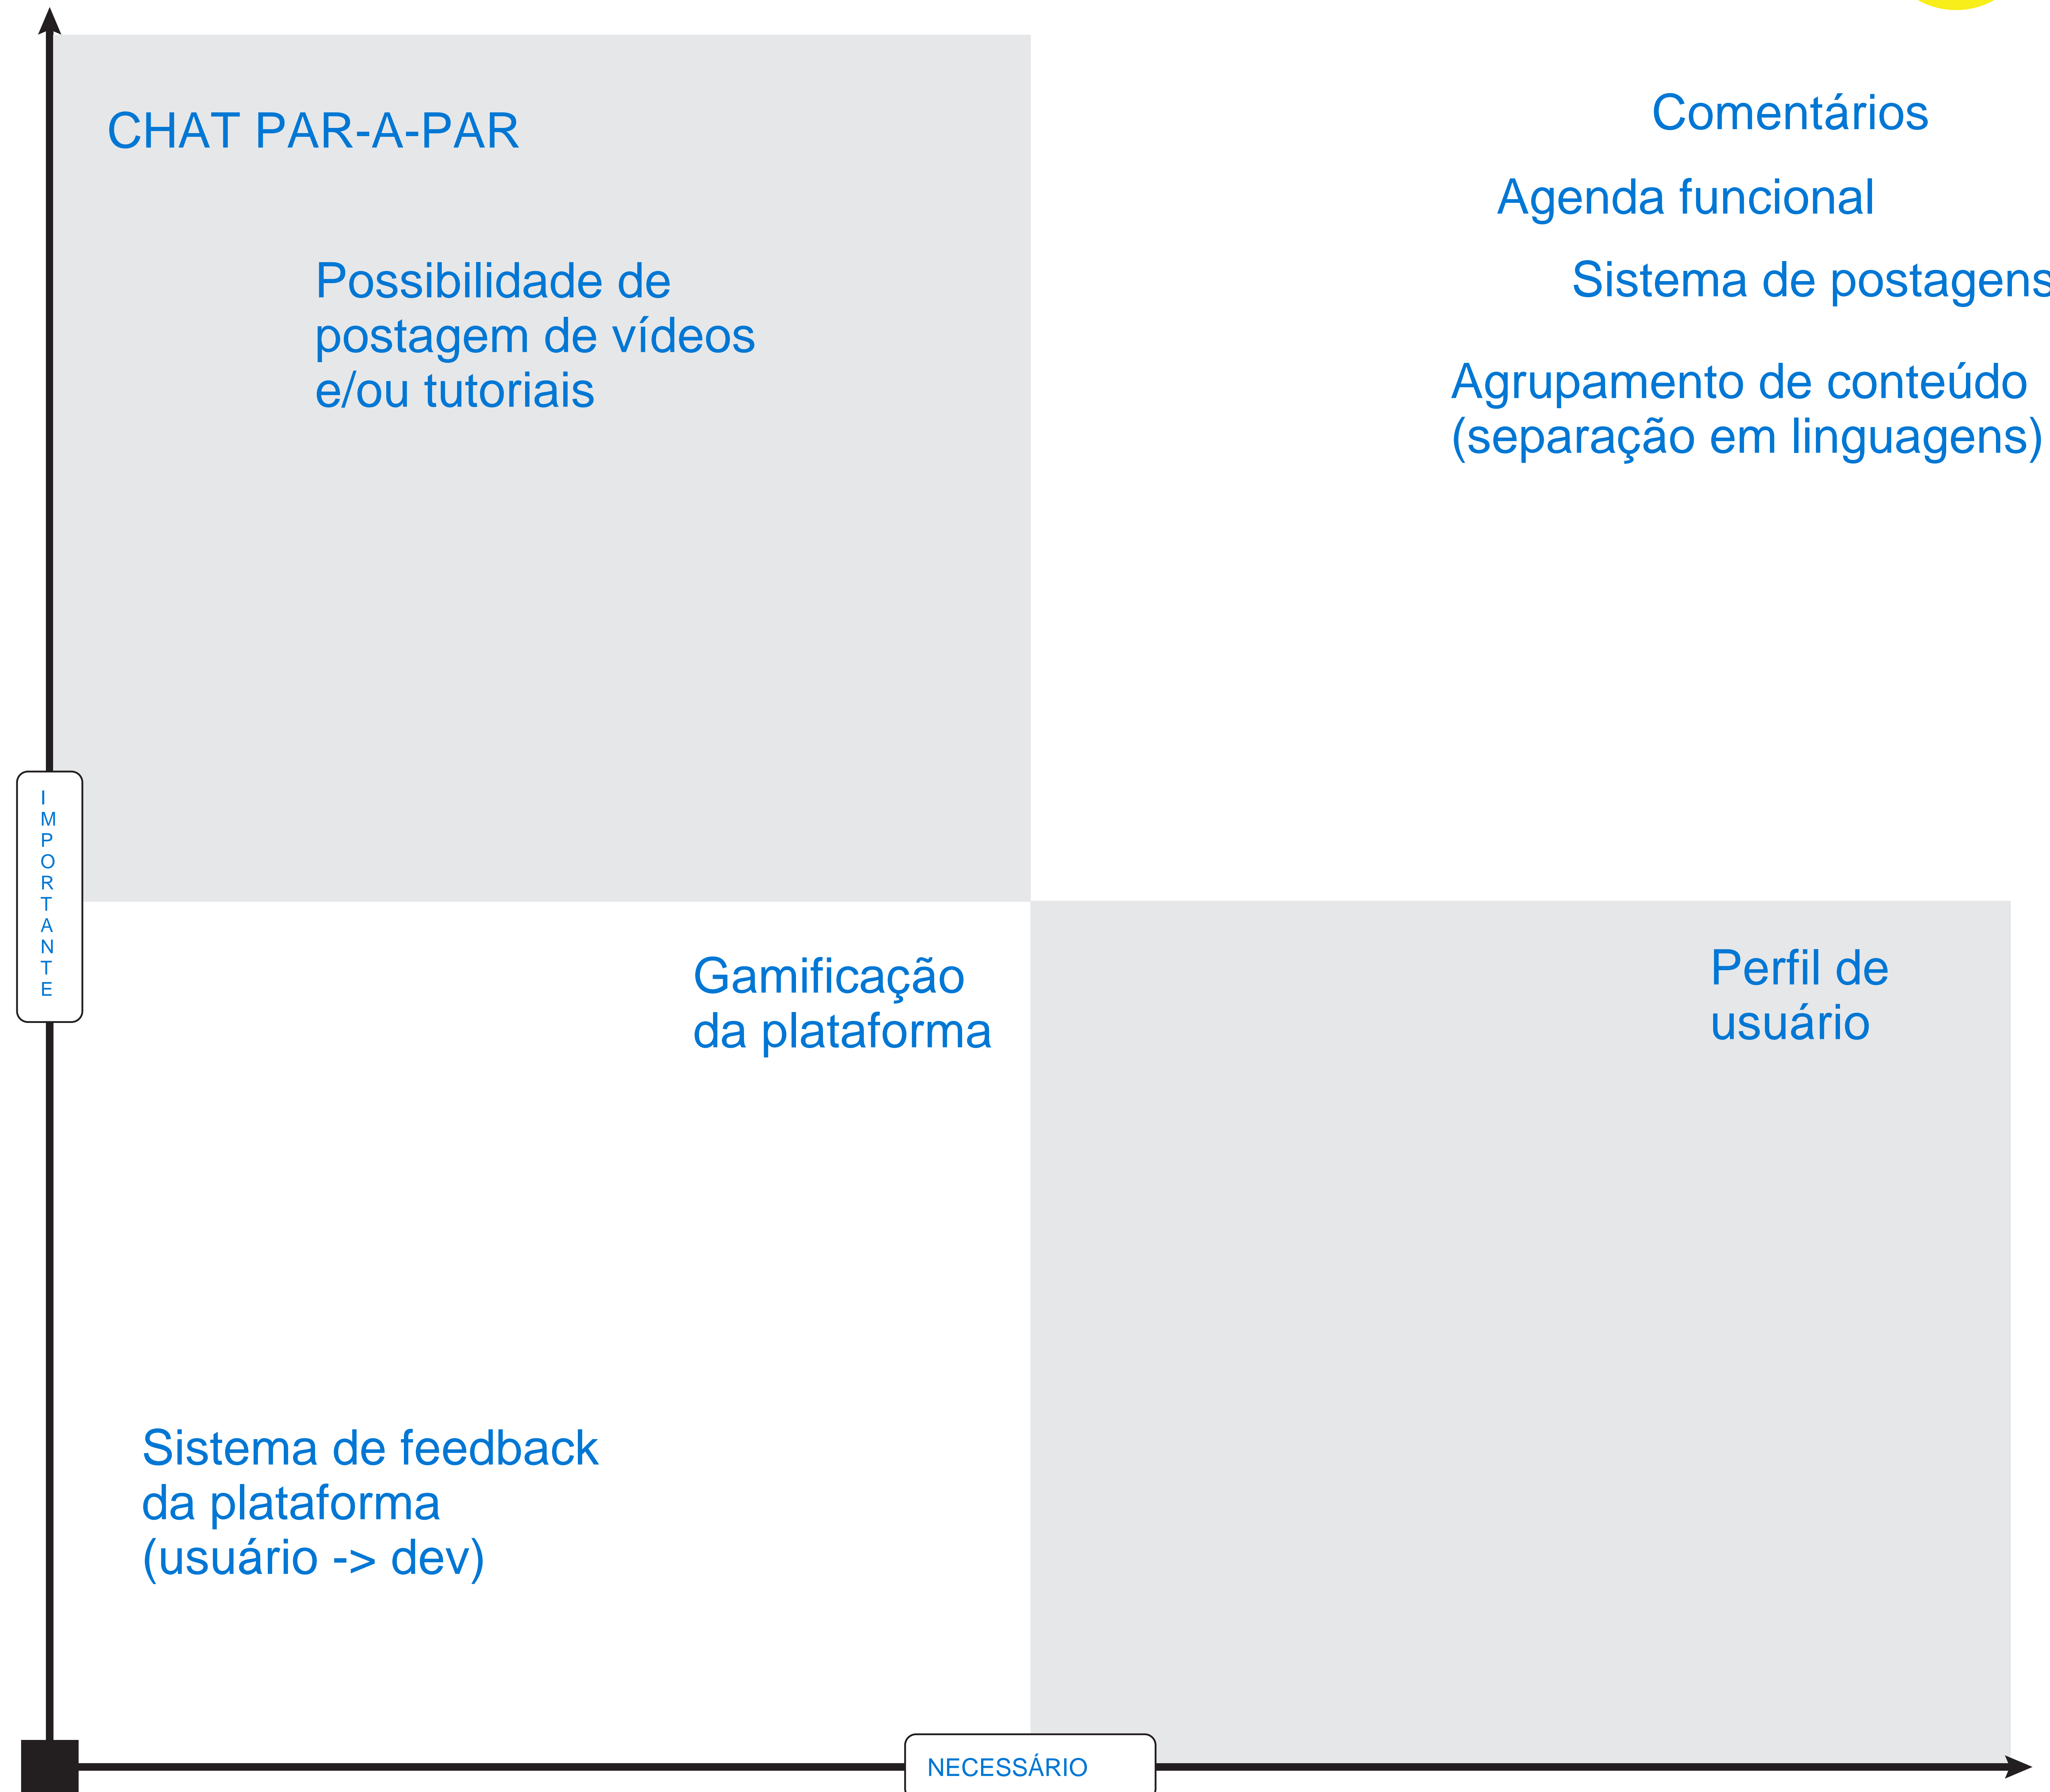 CHAT PAR-A-PAR
Possibilidade de
postagem de vídeos
e/ou tutoriais
Comentários
Agenda funcional
Sistema de postagens
Agrupamento de conteúdo
(separação em linguagens)
IMPORTANTE
Gamificação
da plataforma
Perfil de
usuário
Sistema de feedback
da plataforma
(usuário -> dev)
NECESSÁRIO